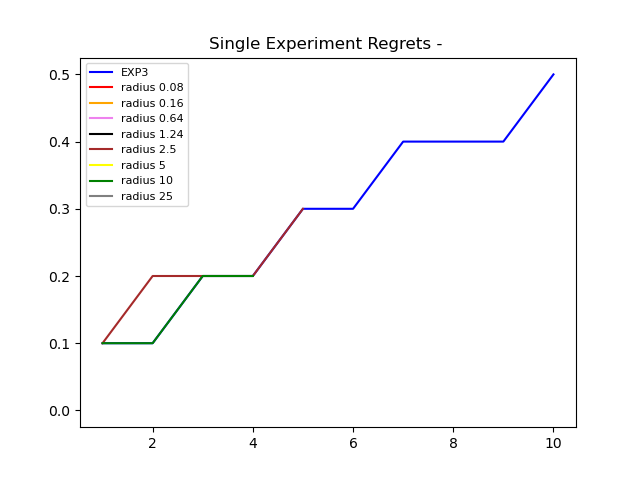 Single Experiment Regrets -
EXP3
radius 0.08
radius 0.16
radius 0.64
radius 1.24
radius 2.5
radius 5
radius 10
radius 25
0.5
0.4
0.3
0.2
0.1
0.0
2 4 6 8 10